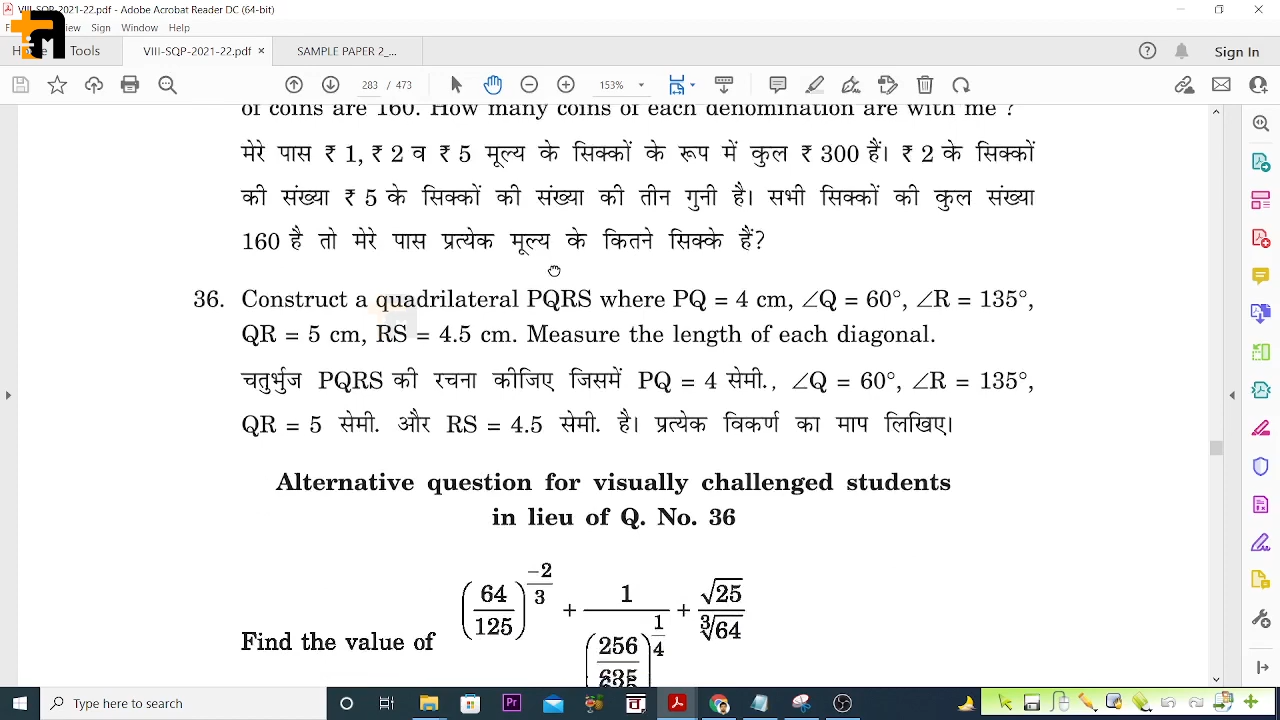 VIII-SQP-2021-22.pdf - Adobe Acrobat Reader DC (64-bit)
View Sign Window Help
Tools VIII-SQP-2021-22.pdf × SAMPLE PAPER 2_... Sign In
283 / 473 153%
of coins are 160. How many coins of each denomination are with me ?
मेरे पास ₹ 1, ₹ 2 व ₹ 5 मूल्य के सिक्कों के रूप में कुल ₹ 300 हैं। ₹ 2 के सिक्कों
की संख्या ₹ 5 के सिक्कों की संख्या की तीन गुनी है। सभी सिक्कों की कुल संख्या
160 है तो मेरे पास प्रत्येक मूल्य के कितने सिक्के हैं?
36. Construct a quadrilateral PQRS where PQ = 4 cm, ∠Q = 60°, ∠R = 135°,
QR = 5 cm, RS = 4.5 cm. Measure the length of each diagonal.
चतुर्भुज PQRS की रचना कीजिए जिसमें PQ = 4 सेमी., ∠Q = 60°, ∠R = 135°,
QR = 5 सेमी. और RS = 4.5 सेमी. है। प्रत्येक विकर्ण का माप लिखिए।
Alternative question for visually challenged students
in lieu of Q. No. 36
Find the value of (64/125)^(−2/3) + 1/(256/635)^(1/4) + √25/∛64
Type here to search